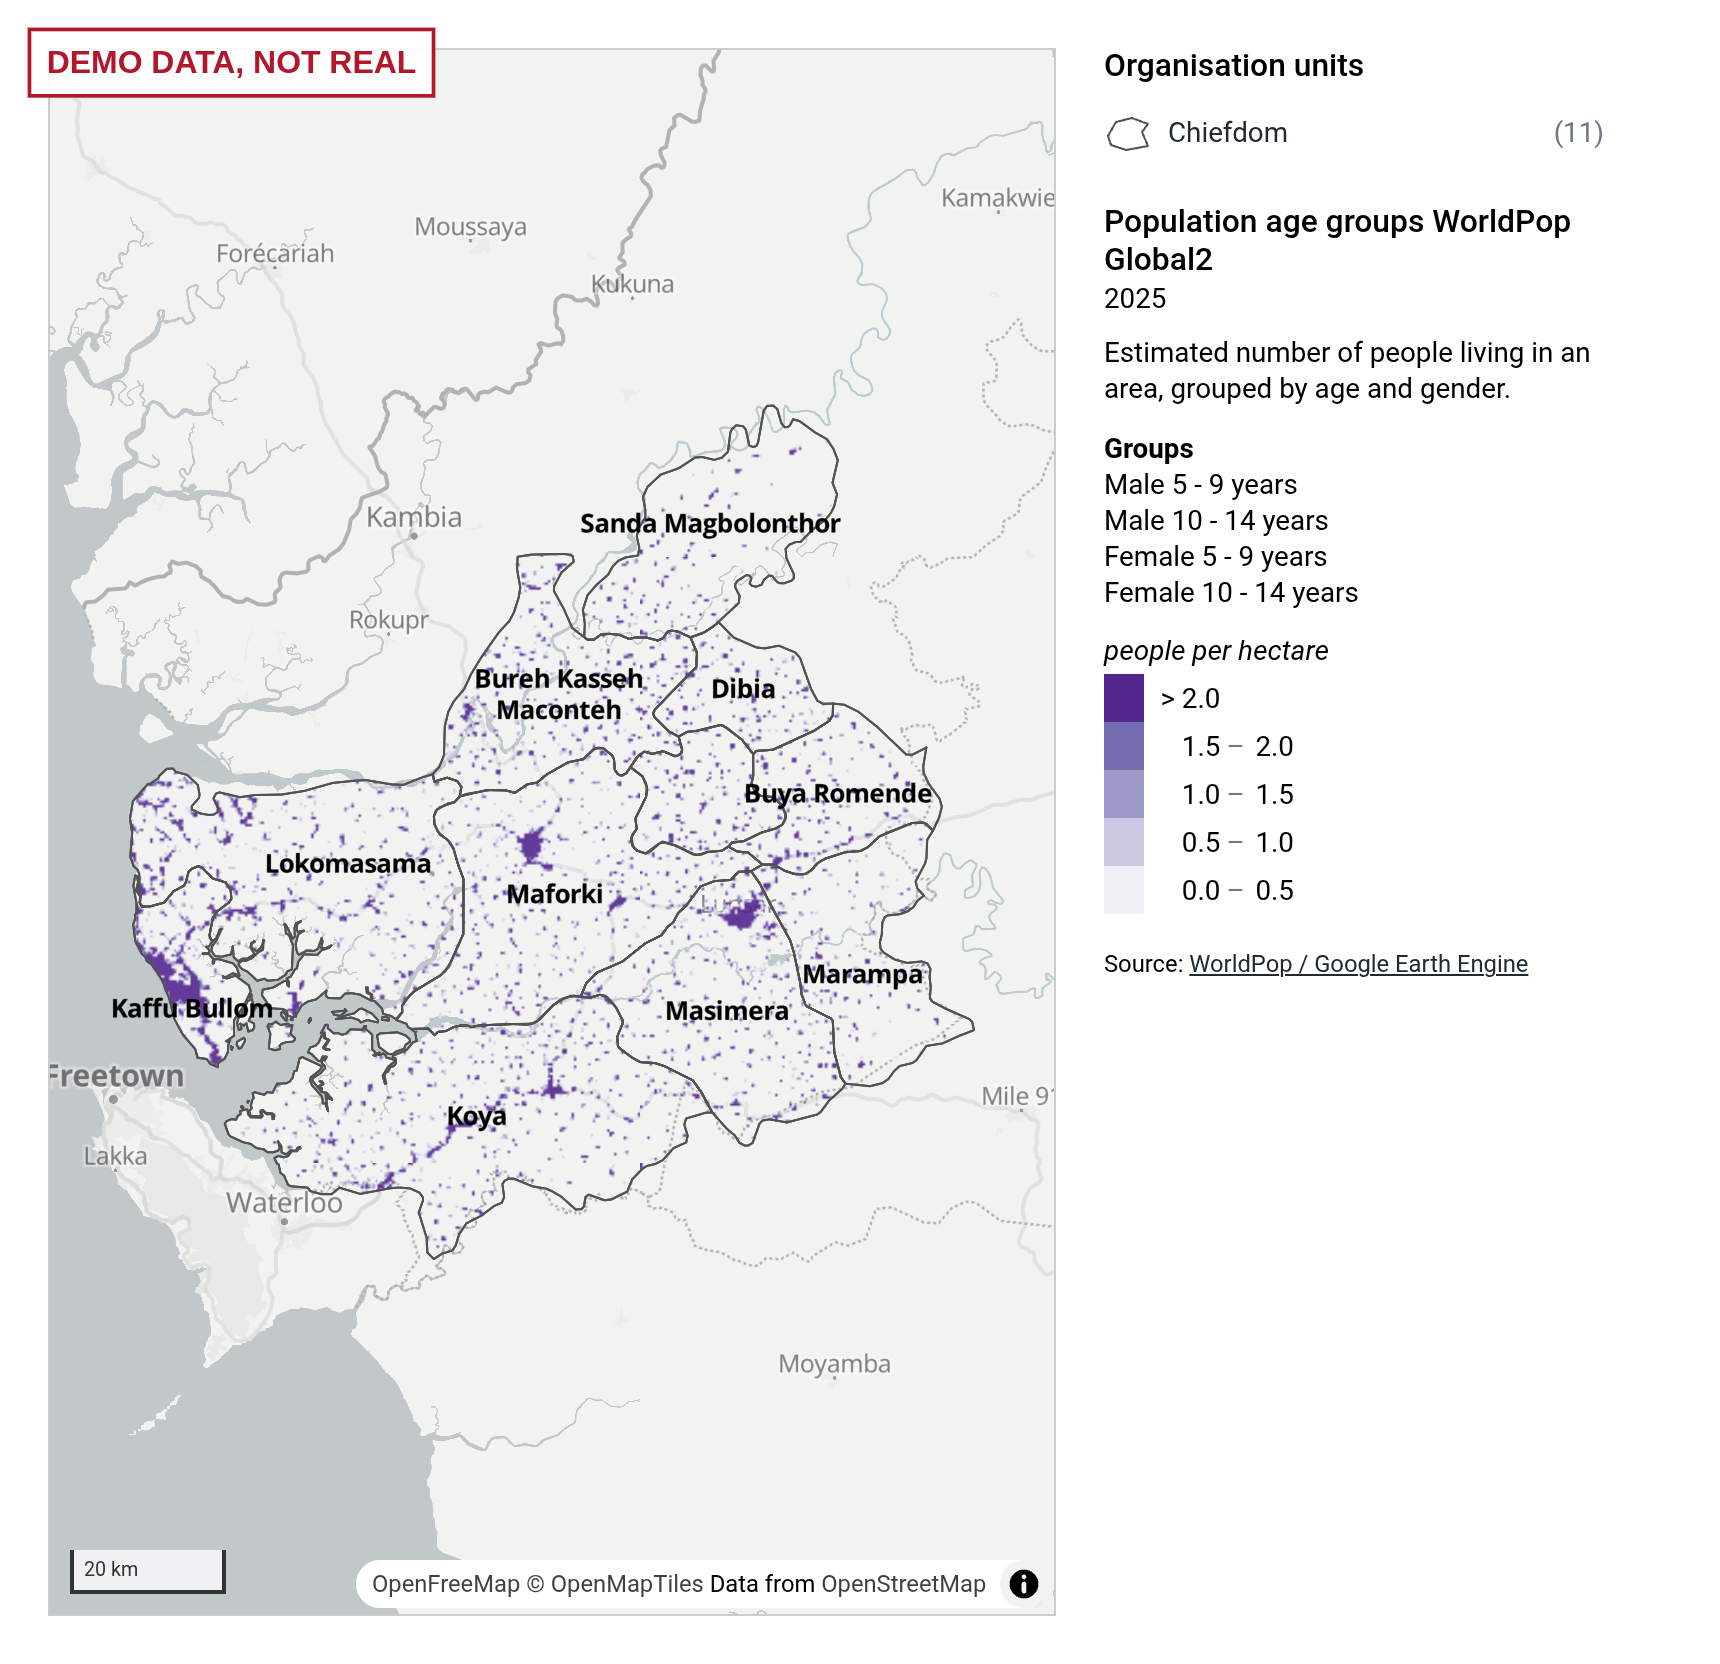 DEMO DATA, NOT REAL
Kamakwie
Moussaya
Forécariah
Kukuna
Kambia
Sanda Magbolonthor
Rokupr
Bureh Kasseh
Maconteh
Dibia
Buya Romende
Lokomasama
Maforki
Marampa
Kaffu Bullom
Masimera
Freetown
Mile 91
Koya
Lakka
Waterloo
Moyamba
20 km
OpenFreeMap © OpenMapTiles Data from OpenStreetMap
Organisation units
Chiefdom (11)
Population age groups WorldPop
Global2
2025
Estimated number of people living in an
area, grouped by age and gender.
Groups
Male 5 - 9 years
Male 10 - 14 years
Female 5 - 9 years
Female 10 - 14 years
people per hectare
> 2.0
1.5 – 2.0
1.0 – 1.5
0.5 – 1.0
0.0 – 0.5
Source: WorldPop / Google Earth Engine